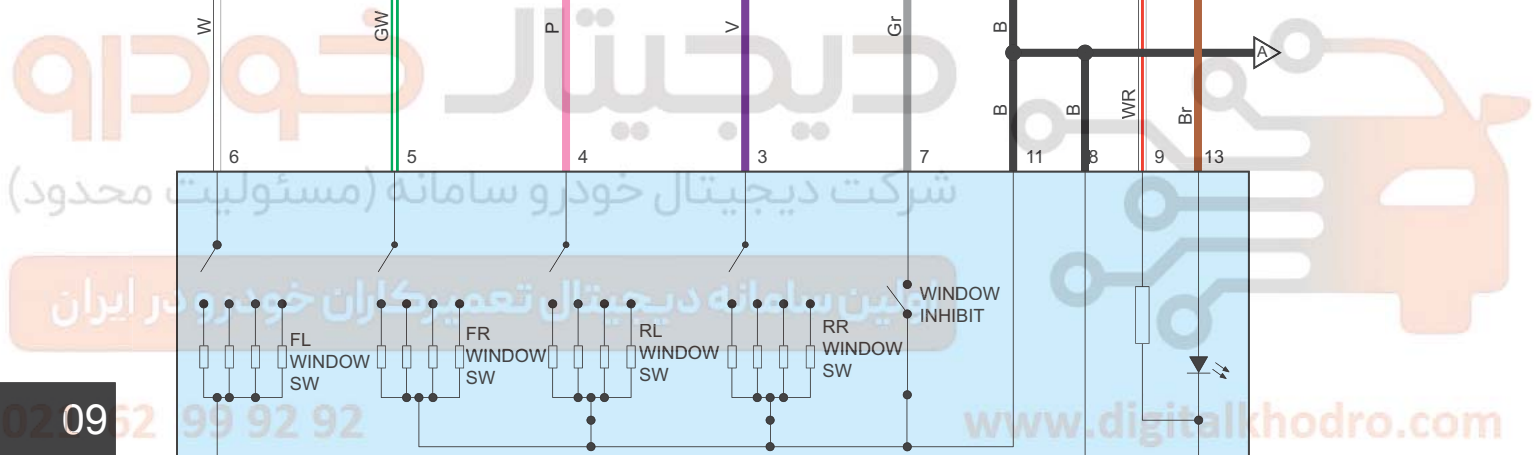 W GW P V Gr B
A
B B WR Br
دیجیتال خودرو
6 5 4 3 7 11 8 9 13
شرکت دیجیتال خودرو سامانه (مسئولیت محدود)
اولین سامانه دیجیتال تعمیرکاران خودرو در ایران
FL
WINDOW
SW
FR
WINDOW
SW
RL
WINDOW
SW
RR
WINDOW
SW
WINDOW
INHIBIT
09
021 62 99 92 92
www.digitalkhodro.com